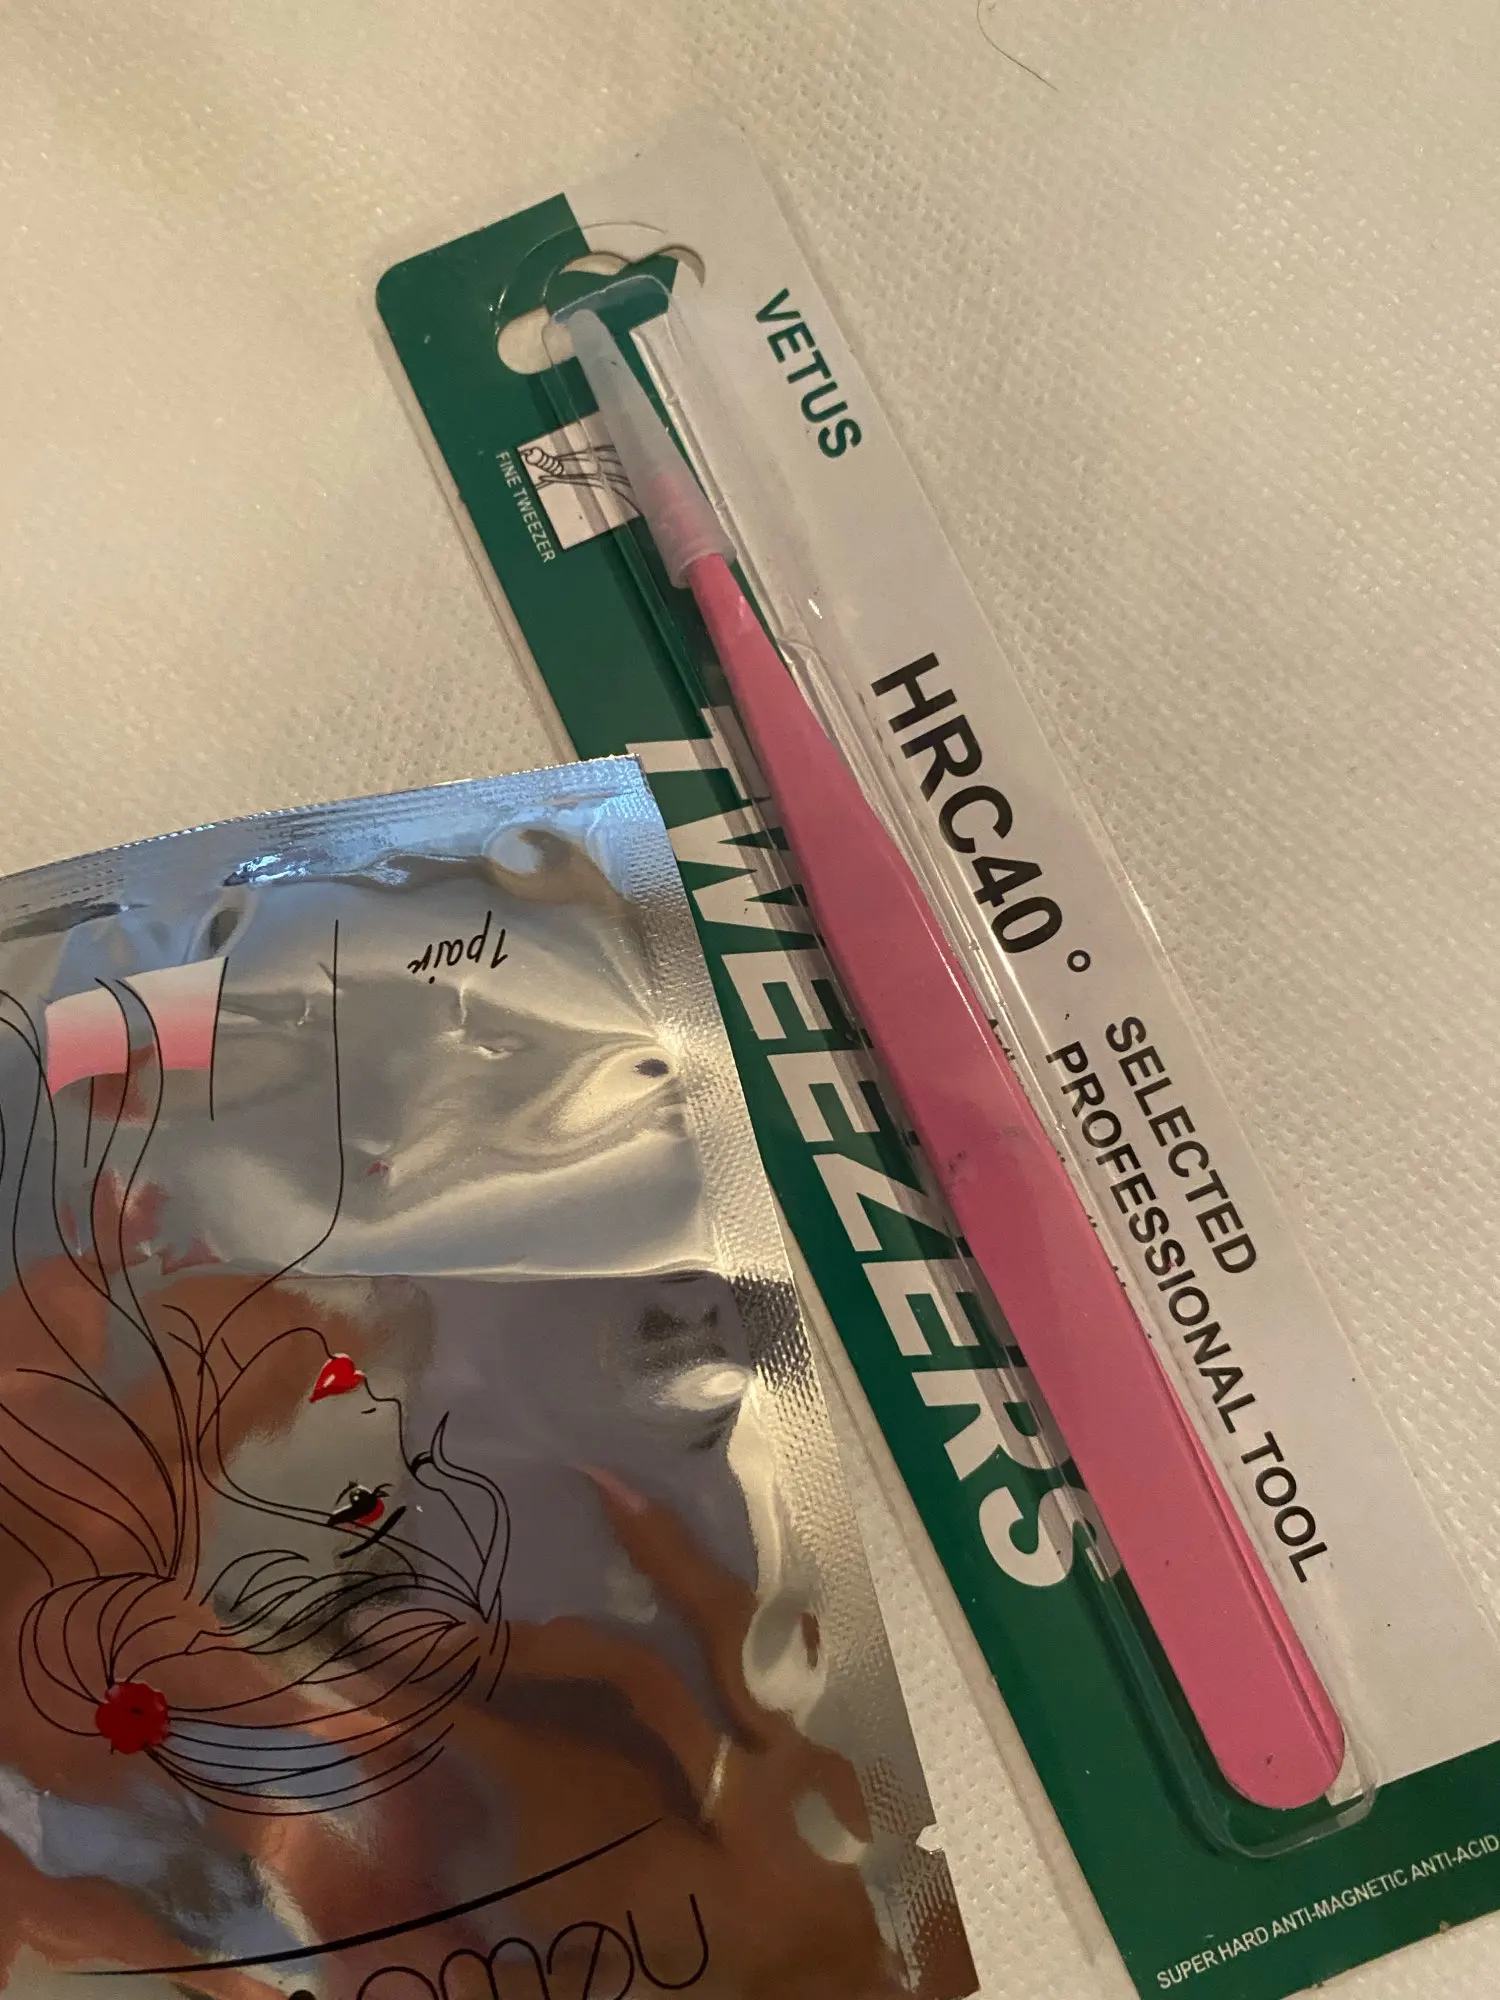 VETUS
FINE TWEEZER
HRC40°
SELECTED
PROFESSIONAL TOOL
TWEEZERS
SUPER HARD ANTI-MAGNETIC ANTI-ACID
1pair